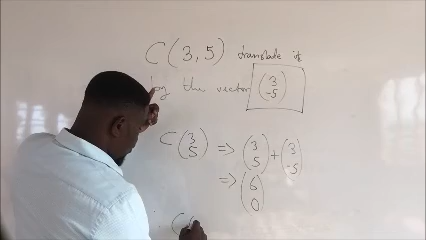 C(3,5) translate it
by the vector (3 -5)
C(3 5) => (3 5) + (3 -5)
=> (6 0)
C(